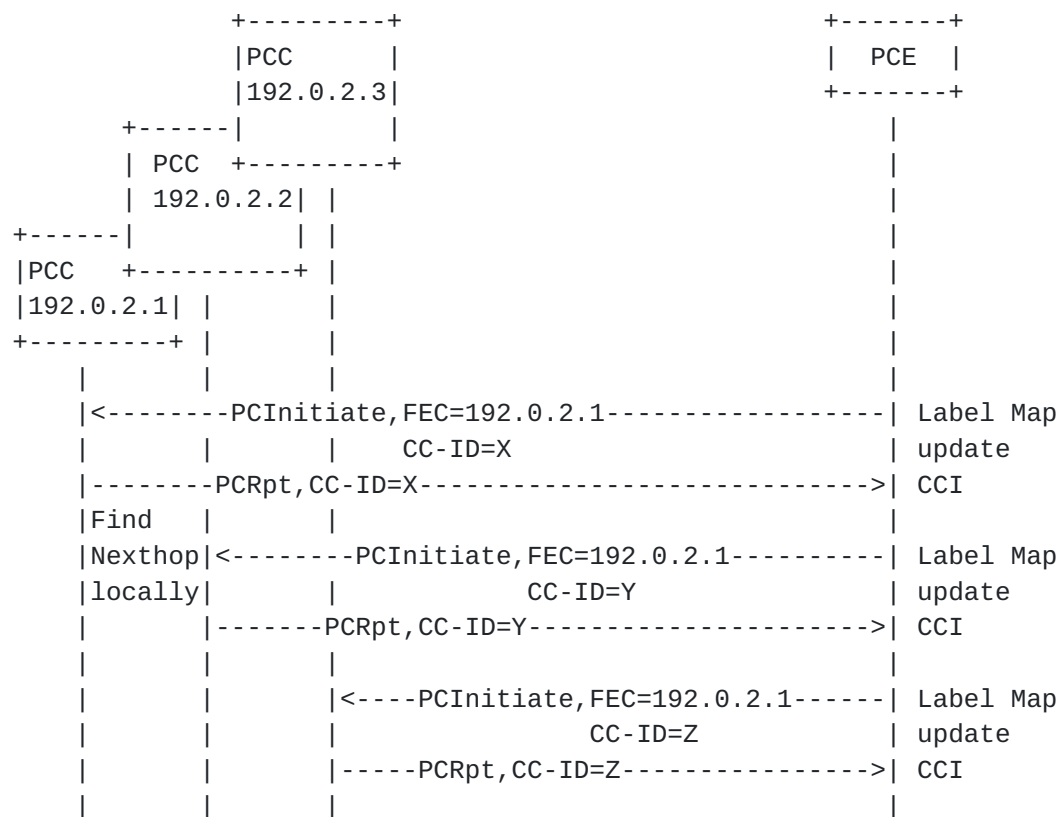 +---------+ +-------+
|PCC | | PCE |
|192.0.2.3| +-------+
+------| | |
| PCC +---------+ |
| 192.0.2.2| | |
+------| | | |
|PCC +----------+ | |
|192.0.2.1| | | |
+---------+ | | |
| | | |
|<--------PCInitiate,FEC=192.0.2.1------------------| Label Map
| | | CC-ID=X | update
|--------PCRpt,CC-ID=X----------------------------->| CCI
|Find | | |
|Nexthop|<--------PCInitiate,FEC=192.0.2.1----------| Label Map
|locally| | CC-ID=Y | update
| |-------PCRpt,CC-ID=Y---------------------->| CCI
| | | |
| | |<----PCInitiate,FEC=192.0.2.1------| Label Map
| | | CC-ID=Z | update
| | |-----PCRpt,CC-ID=Z---------------->| CCI
| | | |